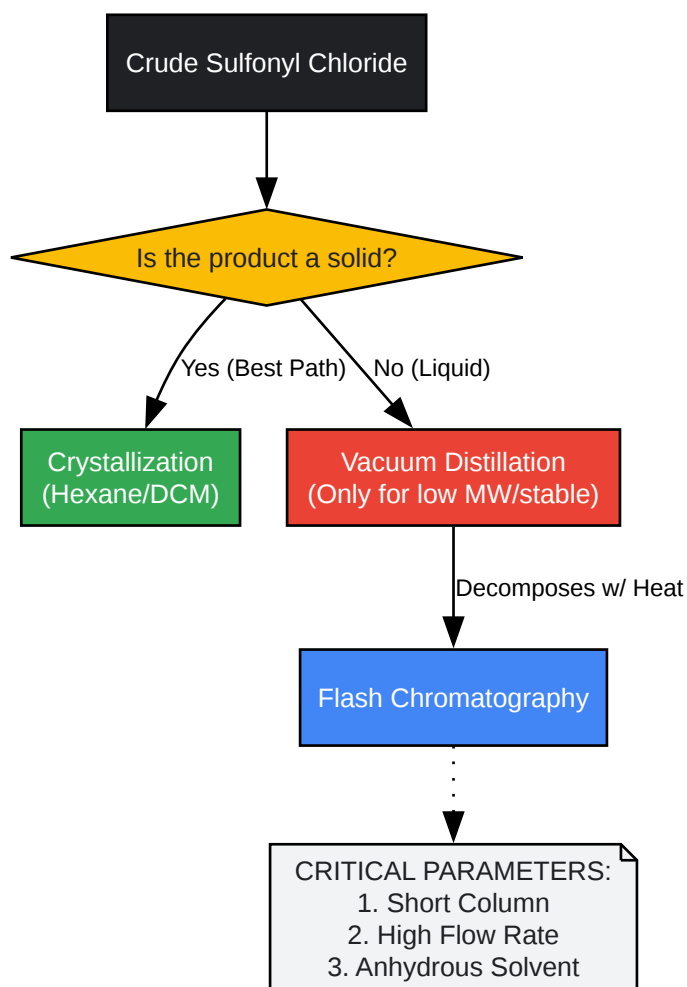 Crude Sulfonyl Chloride
Is the product a solid?
Yes (Best Path)
No (Liquid)
Crystallization
(Hexane/DCM)
Vacuum Distillation
(Only for low MW/stable)
Decomposes w/ Heat
Flash Chromatography
CRITICAL PARAMETERS:
1. Short Column
2. High Flow Rate
3. Anhydrous Solvent